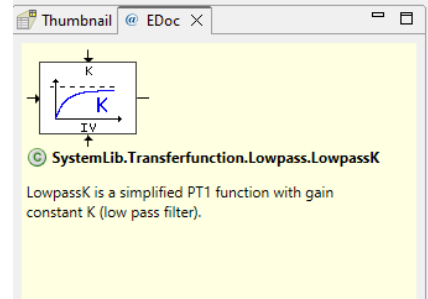 Thumbnail @ EDoc
K
K
IV
C SystemLib.Transferfunction.Lowpass.LowpassK
LowpassK is a simplified PT1 function with gain
constant K (low pass filter).